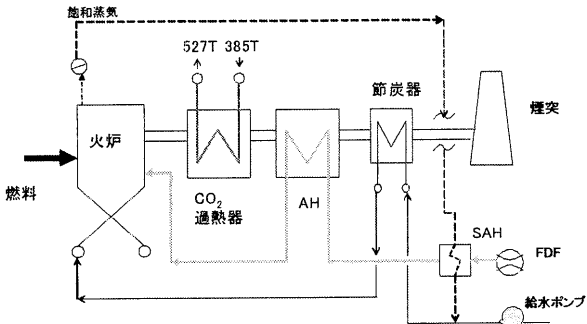 飽和蒸気
527T 385T
節炭器
煙突
火炉
燃料
CO₂
過熱器
AH
SAH
FDF
給水ポンプ